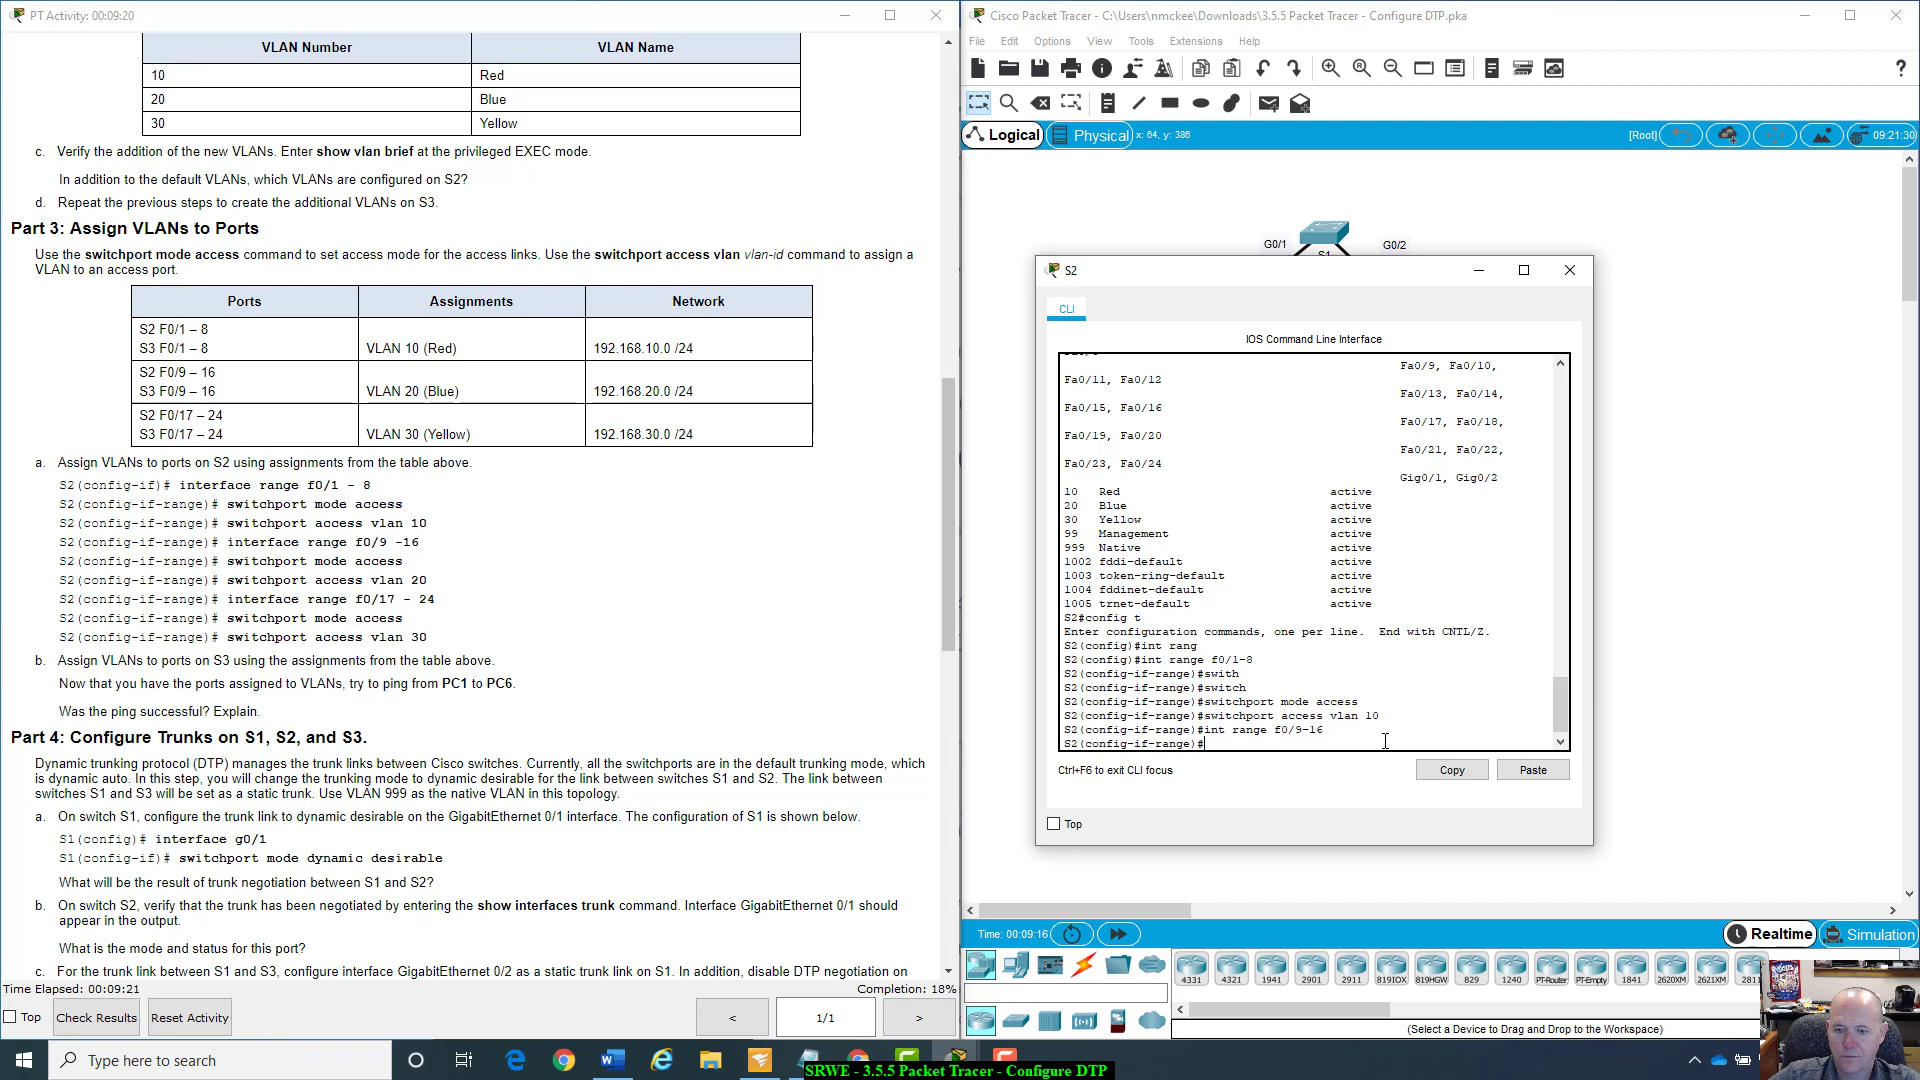 PT Activity: 00:09:20
VLAN Number VLAN Name
10 Red
20 Blue
30 Yellow
c. Verify the addition of the new VLANs. Enter show vlan brief at the privileged EXEC mode.
In addition to the default VLANs, which VLANs are configured on S2?
d. Repeat the previous steps to create the additional VLANs on S3.
Part 3: Assign VLANs to Ports
Use the switchport mode access command to set access mode for the access links. Use the switchport access vlan vlan-id command to assign a
VLAN to an access port.
Ports Assignments Network
S2 F0/1 – 8
S3 F0/1 – 8 VLAN 10 (Red) 192.168.10.0 /24
S2 F0/9 – 16
S3 F0/9 – 16 VLAN 20 (Blue) 192.168.20.0 /24
S2 F0/17 – 24
S3 F0/17 – 24 VLAN 30 (Yellow) 192.168.30.0 /24
a. Assign VLANs to ports on S2 using assignments from the table above.
S2(config-if)# interface range f0/1 - 8
S2(config-if-range)# switchport mode access
S2(config-if-range)# switchport access vlan 10
S2(config-if-range)# interface range f0/9 -16
S2(config-if-range)# switchport mode access
S2(config-if-range)# switchport access vlan 20
S2(config-if-range)# interface range f0/17 - 24
S2(config-if-range)# switchport mode access
S2(config-if-range)# switchport access vlan 30
b. Assign VLANs to ports on S3 using the assignments from the table above.
Now that you have the ports assigned to VLANs, try to ping from PC1 to PC6.
Was the ping successful? Explain.
Part 4: Configure Trunks on S1, S2, and S3.
Dynamic trunking protocol (DTP) manages the trunk links between Cisco switches. Currently, all the switchports are in the default trunking mode, which
is dynamic auto. In this step, you will change the trunking mode to dynamic desirable for the link between switches S1 and S2. The link between
switches S1 and S3 will be set as a static trunk. Use VLAN 999 as the native VLAN in this topology.
a. On switch S1, configure the trunk link to dynamic desirable on the GigabitEthernet 0/1 interface. The configuration of S1 is shown below.
S1(config)# interface g0/1
S1(config-if)# switchport mode dynamic desirable
What will be the result of trunk negotiation between S1 and S2?
b. On switch S2, verify that the trunk has been negotiated by entering the show interfaces trunk command. Interface GigabitEthernet 0/1 should
appear in the output.
What is the mode and status for this port?
c. For the trunk link between S1 and S3, configure interface GigabitEthernet 0/2 as a static trunk link on S1. In addition, disable DTP negotiation on
Time Elapsed: 00:09:21 Completion: 18%
Top Check Results Reset Activity < 1/1 >
Cisco Packet Tracer - C:\Users\nmckee\Downloads\3.5.5 Packet Tracer - Configure DTP.pka
File Edit Options View Tools Extensions Help
?
Logical Physical x: 64, y: 386 [Root] 09:21:30
G0/1 G0/2
S1
S2
CLI
IOS Command Line Interface
Fa0/9, Fa0/10,
Fa0/11, Fa0/12
Fa0/13, Fa0/14,
Fa0/15, Fa0/16
Fa0/17, Fa0/18,
Fa0/19, Fa0/20
Fa0/21, Fa0/22,
Fa0/23, Fa0/24
Gig0/1, Gig0/2
10 Red active
20 Blue active
30 Yellow active
99 Management active
999 Native active
1002 fddi-default active
1003 token-ring-default active
1004 fddinet-default active
1005 trnet-default active
S2#config t
Enter configuration commands, one per line. End with CNTL/Z.
S2(config)#int rang
S2(config)#int range f0/1-8
S2(config-if-range)#swith
S2(config-if-range)#switch
S2(config-if-range)#switchport mode access
S2(config-if-range)#switchport access vlan 10
S2(config-if-range)#int range f0/9-16
S2(config-if-range)#
Ctrl+F6 to exit CLI focus Copy Paste
Top
Time: 00:09:16 Realtime Simulation
4331 4321 1941 2901 2911 819IOX 819HGW 829 1240 PT-Router PT-Empty 1841 2620XM 2621XM 2811
(Select a Device to Drag and Drop to the Workspace)
Type here to search
SRWE - 3.5.5 Packet Tracer - Configure DTP